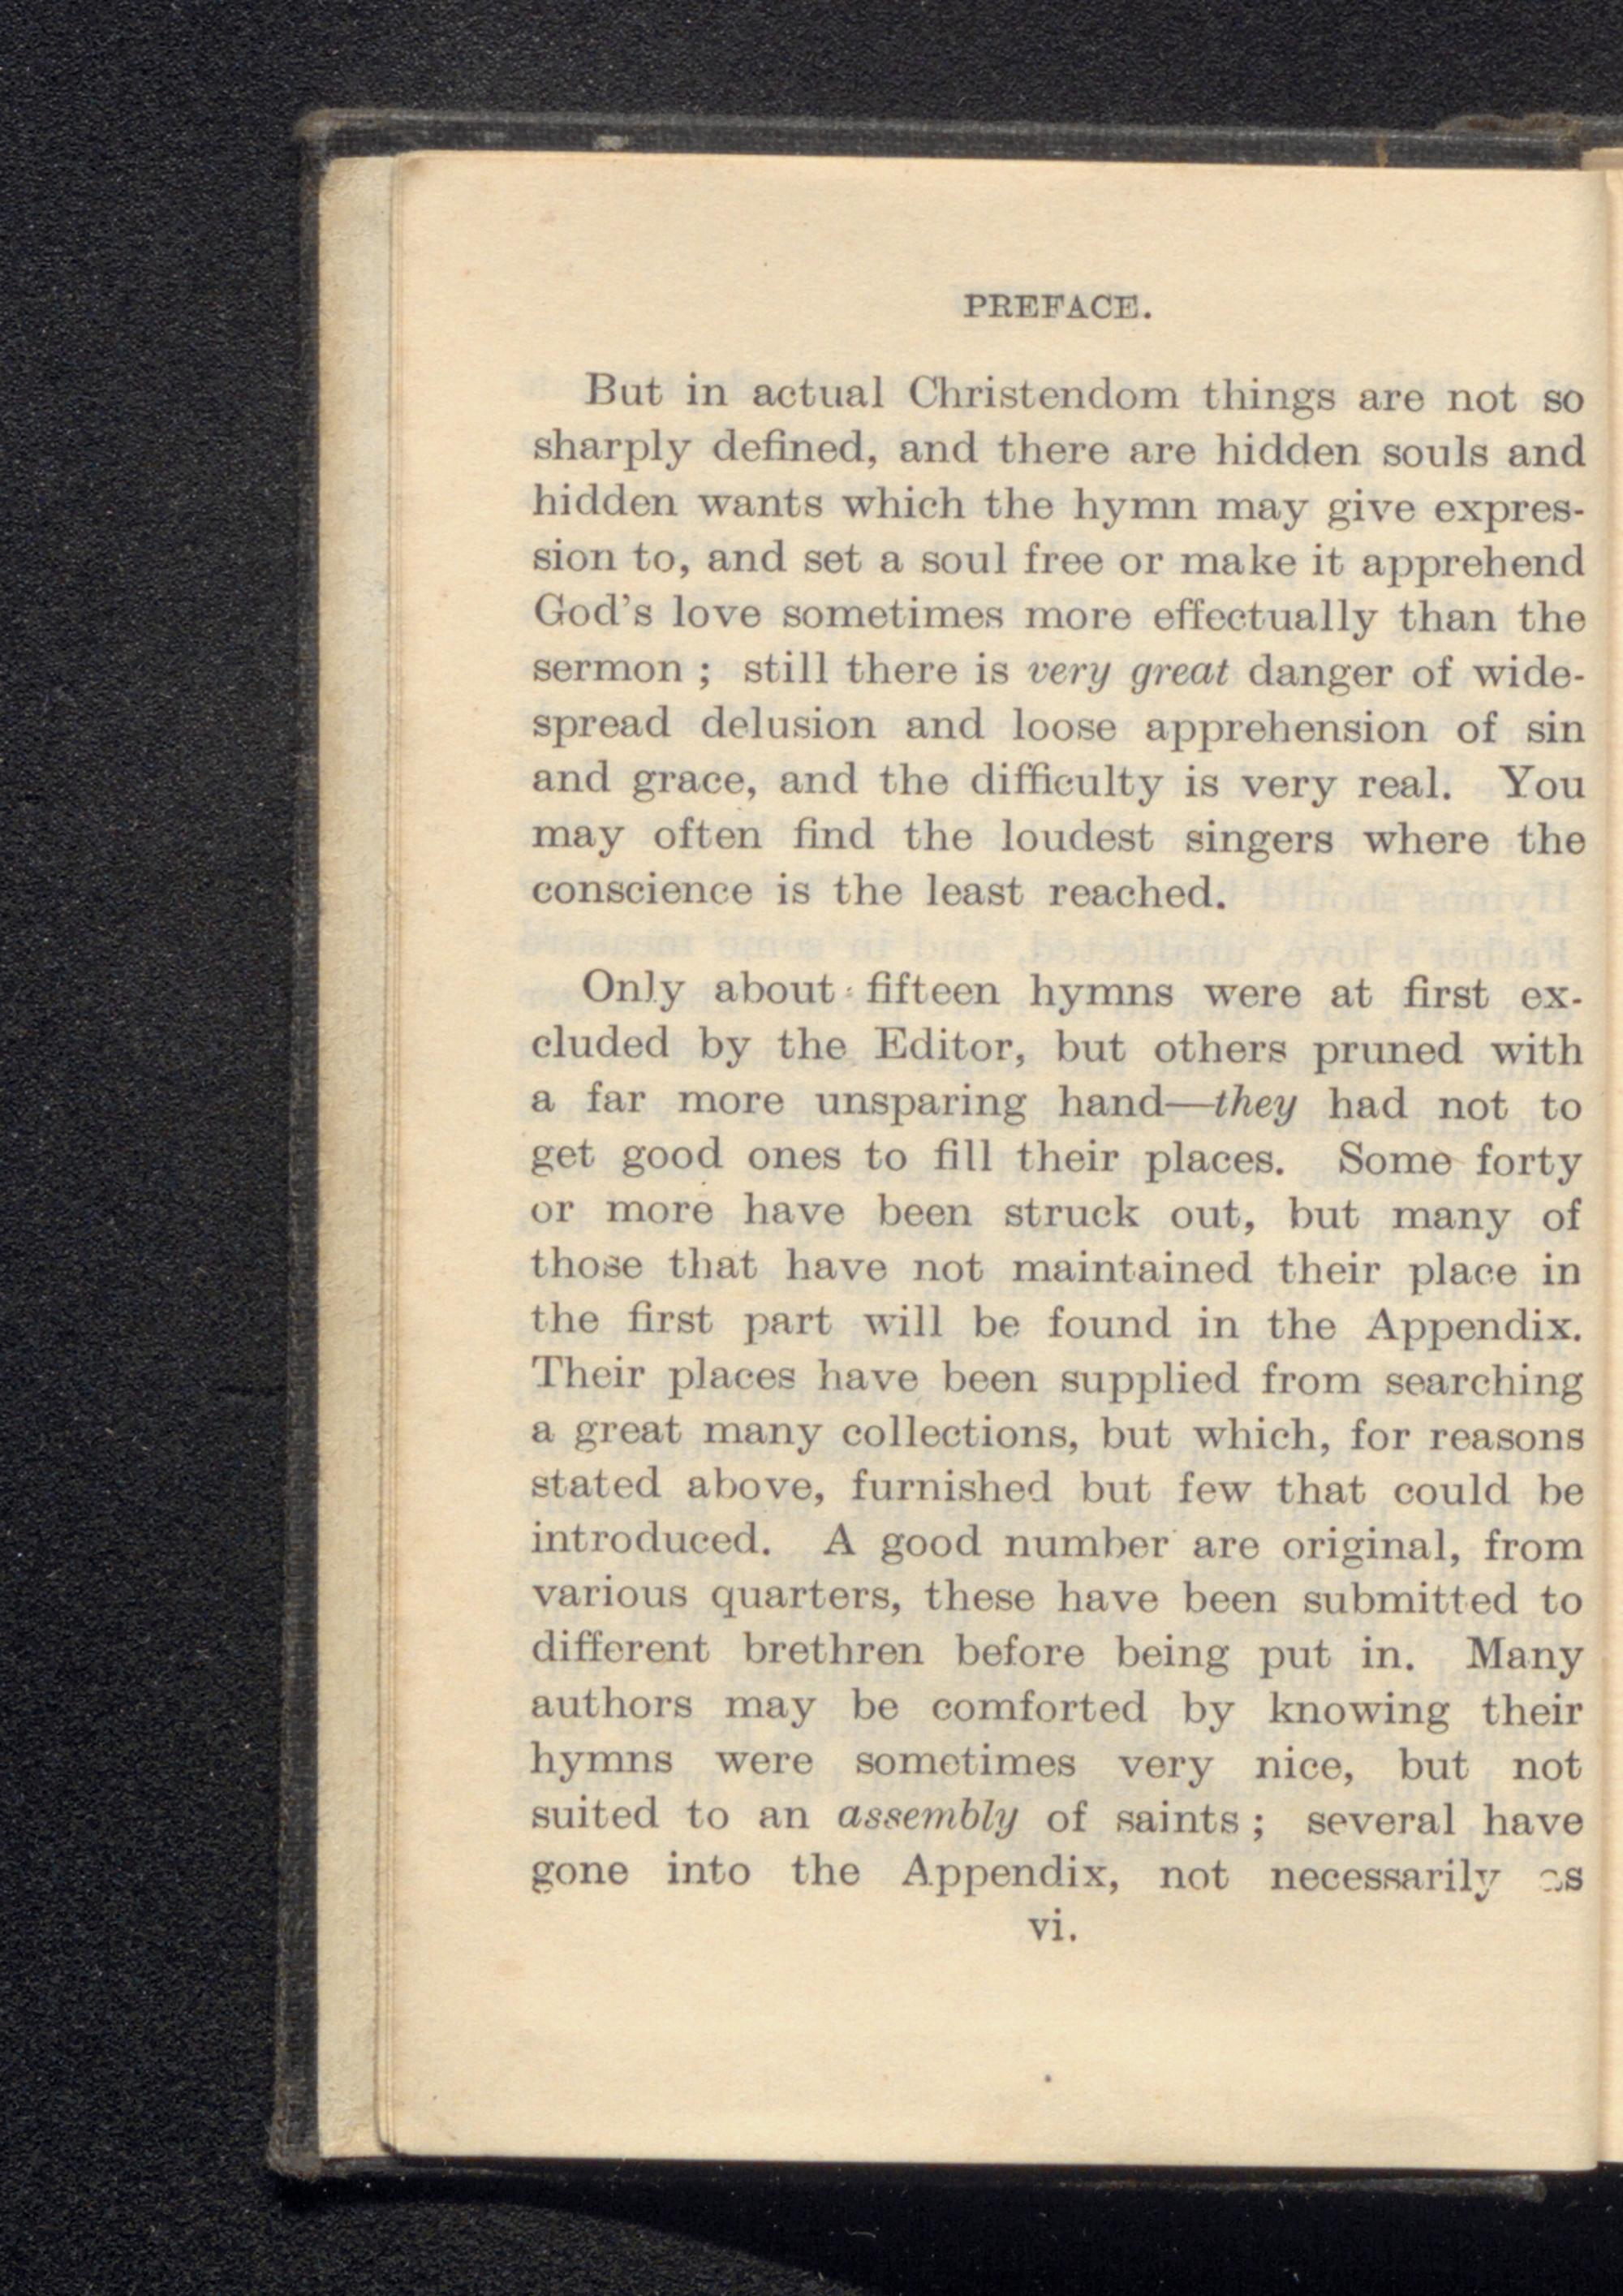 PREFACE.
But in actual Christendom things are not so
sharply defined, and there are hidden souls and
hidden wants which the hymn may give expres-
sion to, and set a soul free or make it apprehend
God's love sometimes more effectually than the
sermon ; still there is very great danger of wide-
spread delusion and loose apprehension of sin
and grace, and the difficulty is very real. You
may often find the loudest singers where the
conscience is the least reached.
Only about fifteen hymns were at first ex-
cluded by the Editor, but others pruned with
a far more unsparing hand—they had not to
get good ones to fill their places. Some forty
or more have been struck out, but many of
those that have not maintained their place in
the first part will be found in the Appendix.
Their places have been supplied from searching
a great many collections, but which, for reasons
stated above, furnished but few that could be
introduced. A good number are original, from
various quarters, these have been submitted to
different brethren before being put in. Many
authors may be comforted by knowing their
hymns were sometimes very nice, but not
suited to an assembly of saints ; several have
gone into the Appendix, not necessarily as
vi.